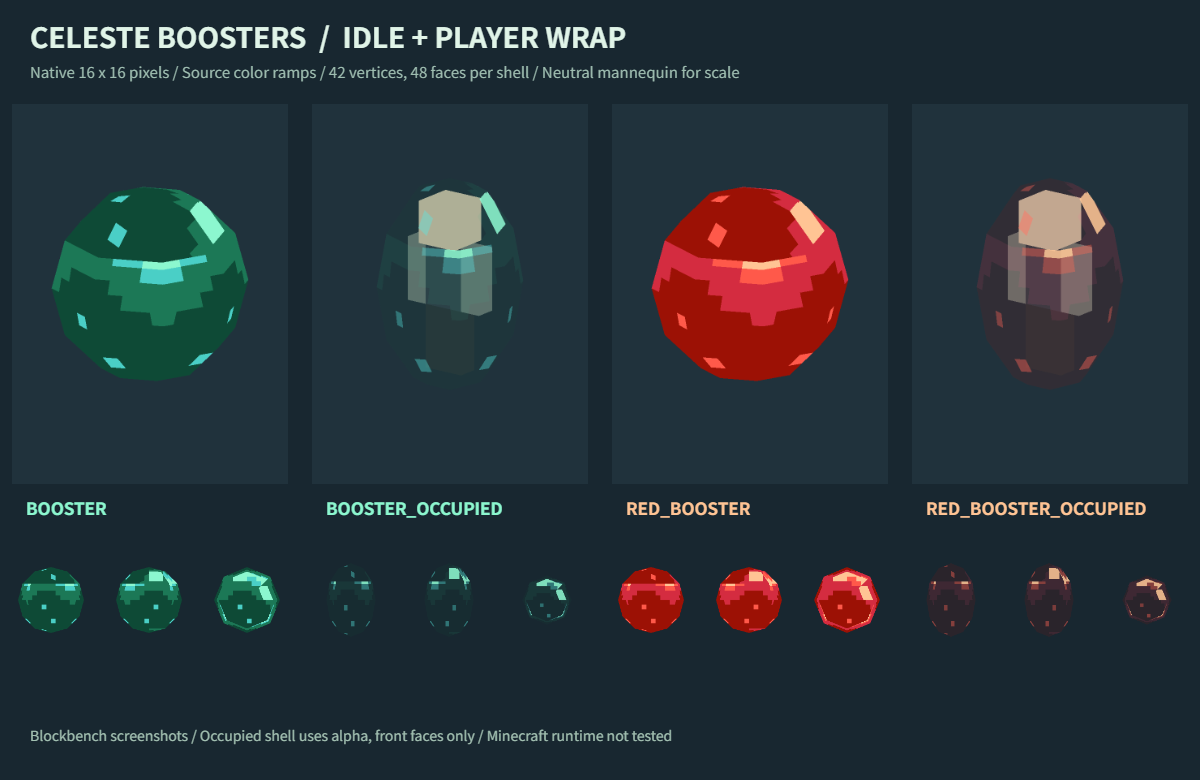 CELESTE BOOSTERS / IDLE + PLAYER WRAP
Native 16 x 16 pixels / Source color ramps / 42 vertices, 48 faces per shell / Neutral mannequin for scale
BOOSTER
BOOSTER_OCCUPIED
RED_BOOSTER
RED_BOOSTER_OCCUPIED
Blockbench screenshots / Occupied shell uses alpha, front faces only / Minecraft runtime not tested